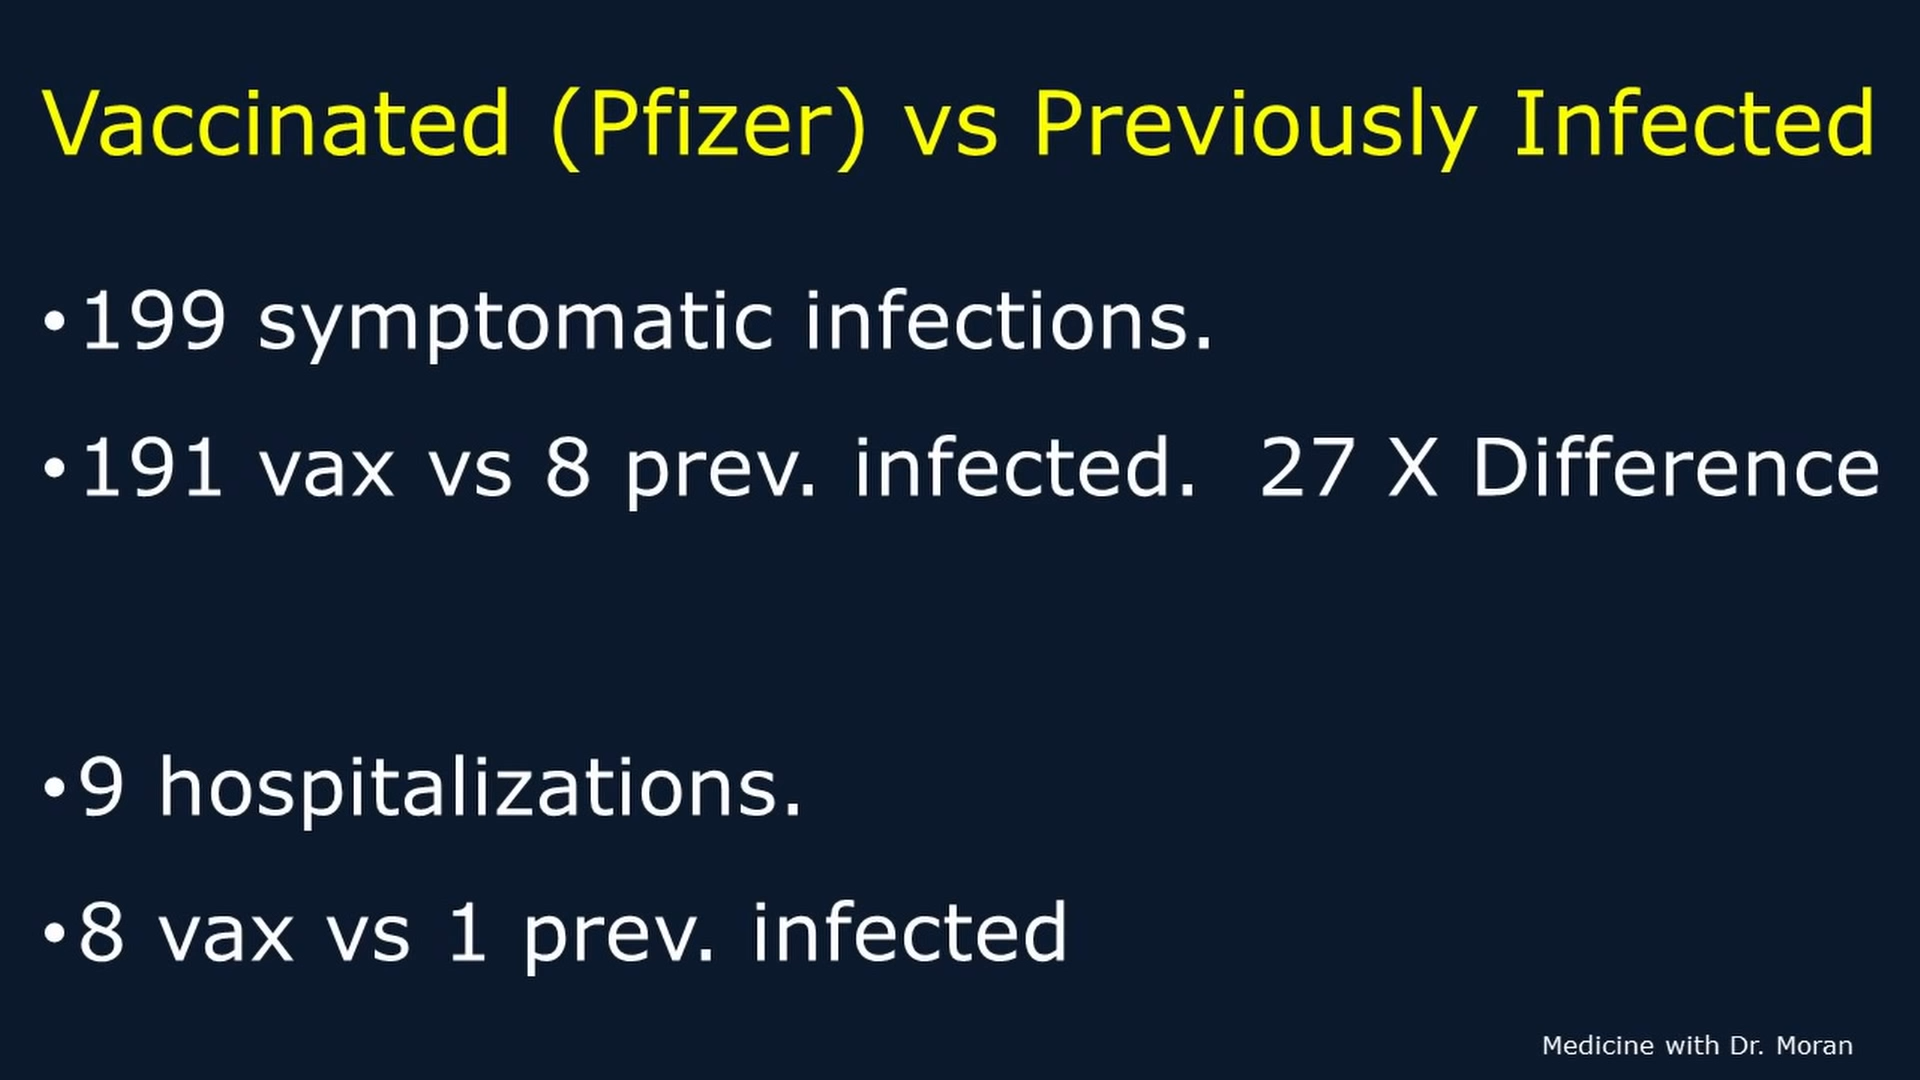 Vaccinated (Pfizer) vs Previously Infected
•199 symptomatic infections.
•191 vax vs 8 prev. infected.  27 X Difference
•9 hospitalizations.
•8 vax vs 1 prev. infected
Medicine with Dr. Moran